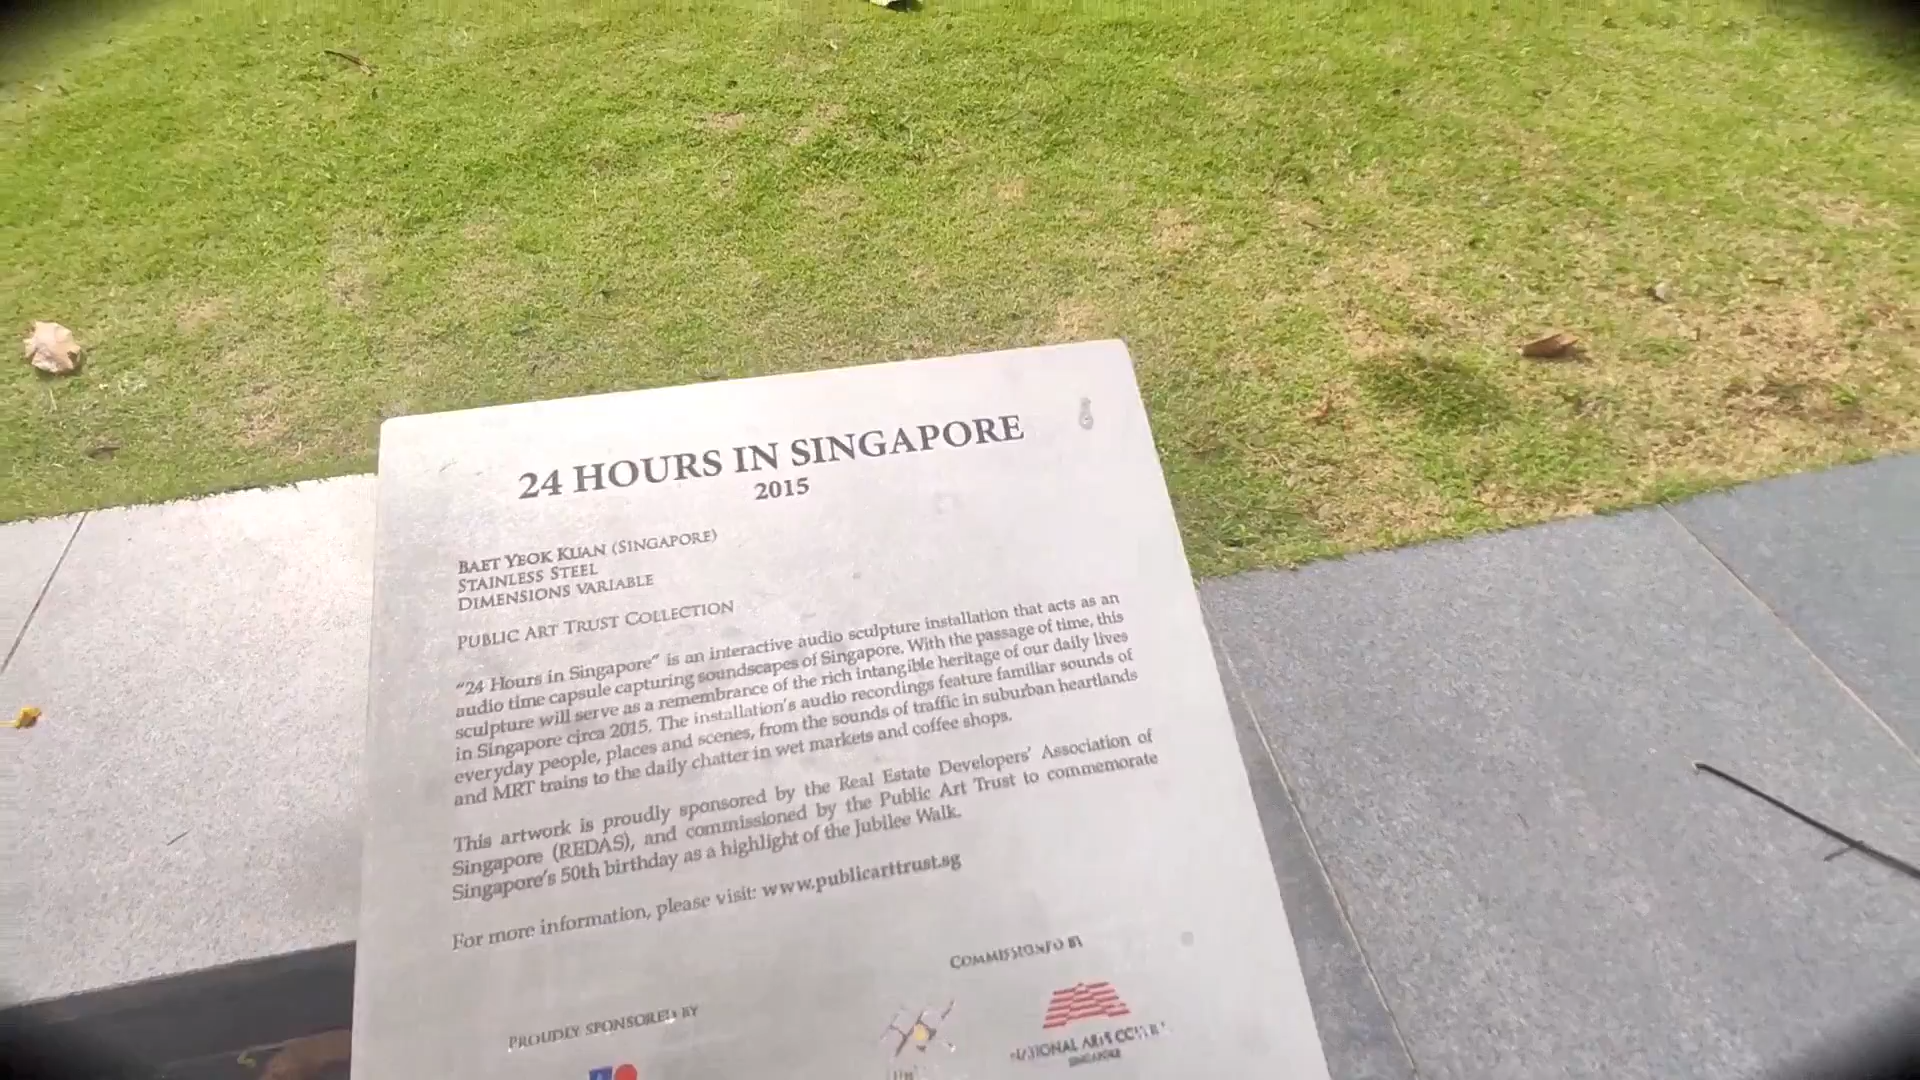 24 HOURS IN SINGAPORE
2015
BAET YEOK KUAN (SINGAPORE)
STAINLESS STEEL
DIMENSIONS VARIABLE
PUBLIC ART TRUST COLLECTION
"24 Hours in Singapore" is an interactive audio sculpture installation that acts as an
audio time capsule capturing soundscapes of Singapore. With the passage of time, this
sculpture will serve as a remembrance of the rich intangible heritage of our daily lives
in Singapore circa 2015. The installation's audio recordings feature familiar sounds of
everyday people, places and scenes, from the sounds of traffic in suburban heartlands
and MRT trains to the daily chatter in wet markets and coffee shops.
This artwork is proudly sponsored by the Real Estate Developers' Association of
Singapore (REDAS), and commissioned by the Public Art Trust to commemorate
Singapore's 50th birthday as a highlight of the Jubilee Walk.
For more information, please visit: www.publicarttrust.sg
COMMISSIONED BY
PROUDLY SPONSORED BY
NATIONAL ARTS COUNCIL
SINGAPORE